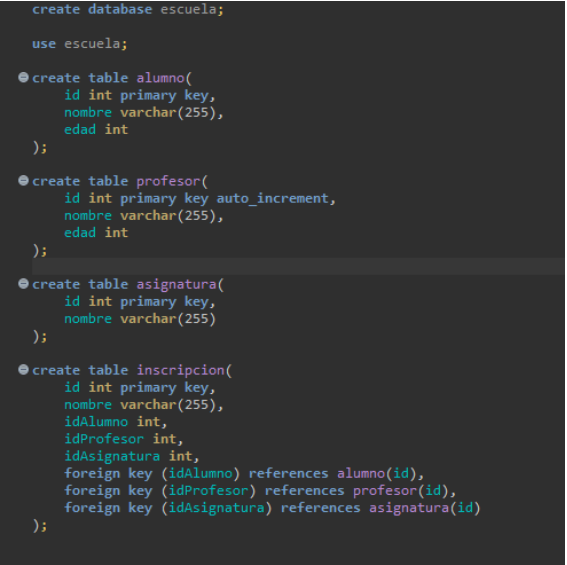 create database escuela;
use escuela;
create table alumno(
id int primary key,
nombre varchar(255),
edad int
);
create table profesor(
id int primary key auto_increment,
nombre varchar(255),
edad int
);
create table asignatura(
id int primary key,
nombre varchar(255)
);
create table inscripcion(
id int primary key,
nombre varchar(255),
idAlumno int,
idProfesor int,
idAsignatura int,
foreign key (idAlumno) references alumno(id),
foreign key (idProfesor) references profesor(id),
foreign key (idAsignatura) references asignatura(id)
);